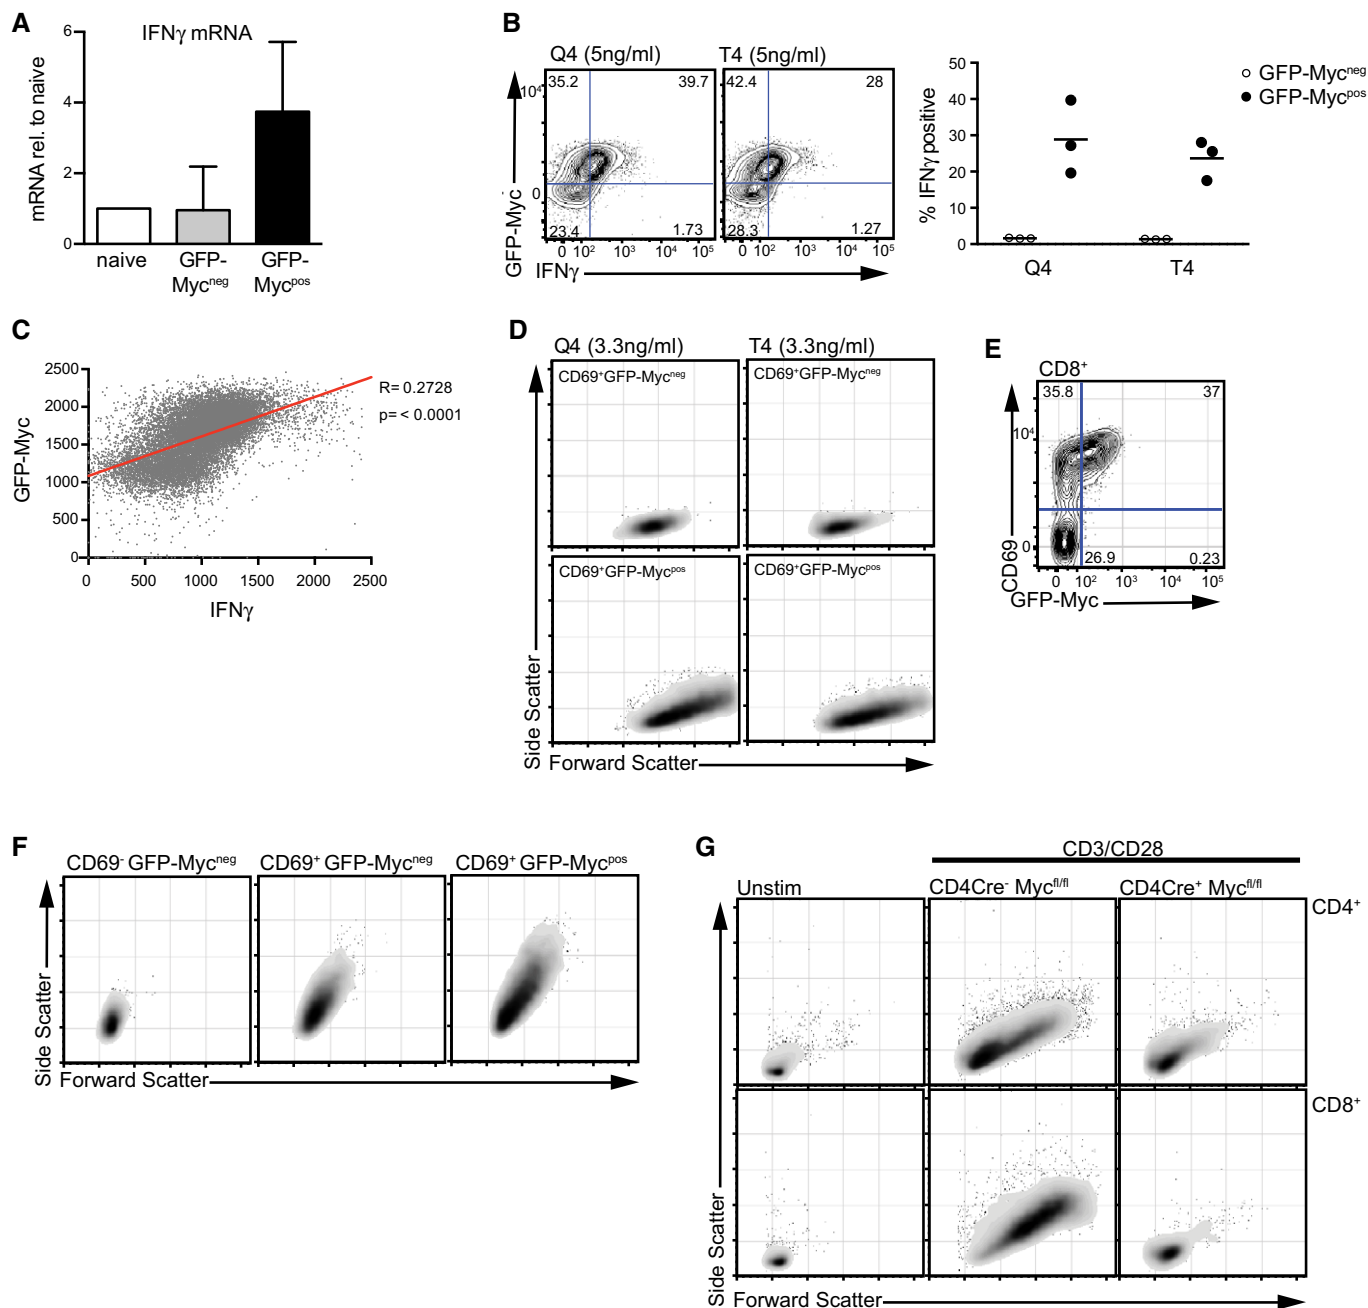 A
IFNγ mRNA
mRNA rel. to naive
6
4
2
0
naive
GFP-Mycneg
GFP-Mycpos
B
Q4 (5ng/ml)
T4 (5ng/ml)
35.2
39.7
42.4
28
10⁴
0
23.4
1.73
28.3
1.27
0 10² 10³ 10⁴ 10⁵
0 10² 10³ 10⁴ 10⁵
GFP-Myc
IFNγ
% IFNγ positive
50
40
30
20
10
0
Q4
T4
GFP-Mycneg
GFP-Mycpos
C
GFP-Myc
2500
2000
1500
1000
500
0
0 500 1000 1500 2000 2500
IFNγ
R= 0.2728
p= < 0.0001
D
Q4 (3.3ng/ml)
T4 (3.3ng/ml)
CD69⁺GFP-Mycneg
CD69⁺GFP-Mycneg
CD69⁺GFP-Mycpos
CD69⁺GFP-Mycpos
Side Scatter
Forward Scatter
E
CD8⁺
35.8
37
10⁴
0
26.9
0.23
0 10² 10³ 10⁴ 10⁵
CD69
GFP-Myc
F
CD69⁻ GFP-Mycneg
CD69⁺ GFP-Mycneg
CD69⁺ GFP-Mycpos
Side Scatter
Forward Scatter
G
CD3/CD28
Unstim
CD4Cre⁻ Mycfl/fl
CD4Cre⁺ Mycfl/fl
CD4⁺
CD8⁺
Side Scatter
Forward Scatter